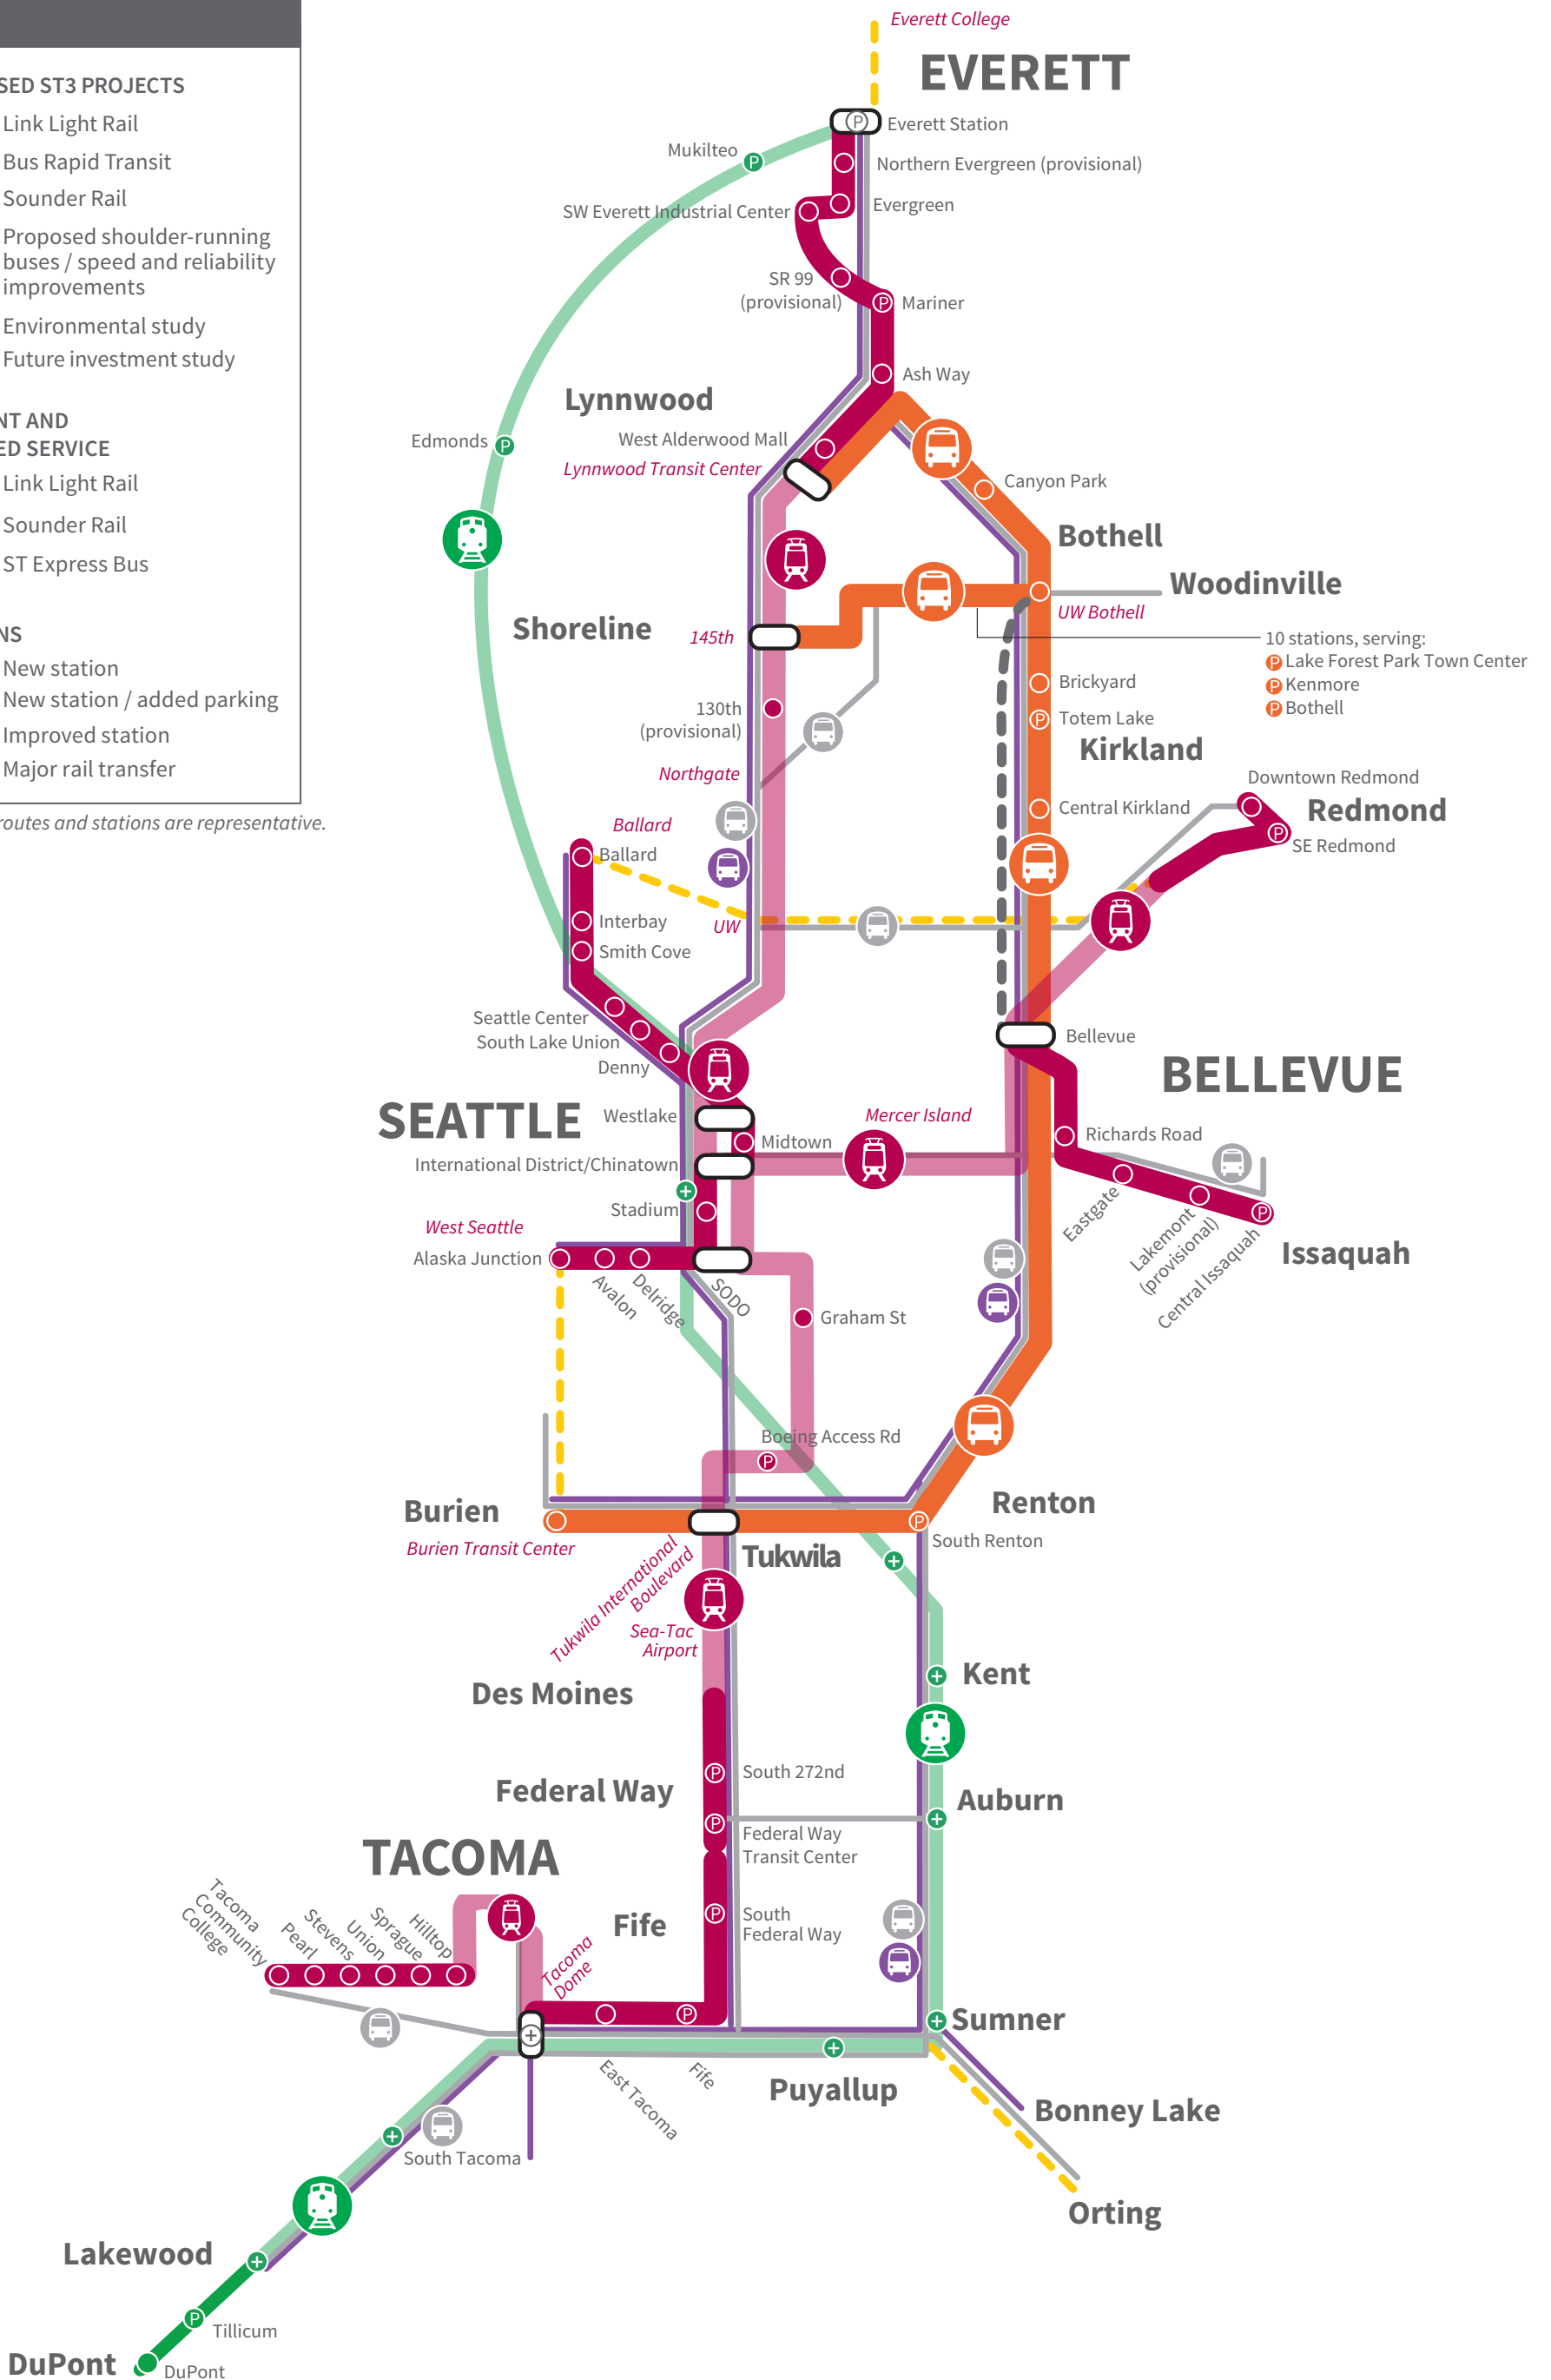 SED ST3 PROJECTS
Link Light Rail
Bus Rapid Transit
Sounder Rail
Proposed shoulder-running
buses / speed and reliability
improvements
Environmental study
Future investment study
NT AND
ED SERVICE
Link Light Rail
Sounder Rail
ST Express Bus
NS
New station
New station / added parking
Improved station
Major rail transfer
routes and stations are representative.
Everett College
EVERETT
P
Everett Station
Mukilteo
P
Northern Evergreen (provisional)
SW Everett Industrial Center
Evergreen
SR 99
(provisional)
P
Mariner
Ash Way
Lynnwood
Edmonds
P
West Alderwood Mall
Lynnwood Transit Center
Canyon Park
Bothell
Woodinville
UW Bothell
Shoreline
145th
10 stations, serving:
P Lake Forest Park Town Center
P Kenmore
P Bothell
Brickyard
130th
(provisional)
P
Totem Lake
Kirkland
Northgate
Downtown Redmond
Central Kirkland
Redmond
P
SE Redmond
Ballard
Ballard
Interbay
UW
Smith Cove
Seattle Center
South Lake Union
Denny
Bellevue
BELLEVUE
SEATTLE
Westlake
Mercer Island
Midtown
Richards Road
International District/Chinatown
Stadium
Eastgate
Lakemont
(provisional)
P
Central Issaquah
Issaquah
West Seattle
Alaska Junction
Avalon
Delridge
SODO
Graham St
Boeing Access Rd
P
Burien
Burien Transit Center
Renton
P
South Renton
Tukwila
Tukwila International
Boulevard
Sea-Tac
Airport
Kent
Des Moines
P
South 272nd
Federal Way
Auburn
P
Federal Way
Transit Center
TACOMA
Tacoma
Community
College
Pearl
Stevens
Union
Sprague
Hilltop
Fife
P
South
Federal Way
Tacoma
Dome
P
Sumner
East Tacoma
Fife
Puyallup
Bonney Lake
South Tacoma
Orting
Lakewood
P
Tillicum
DuPont
DuPont